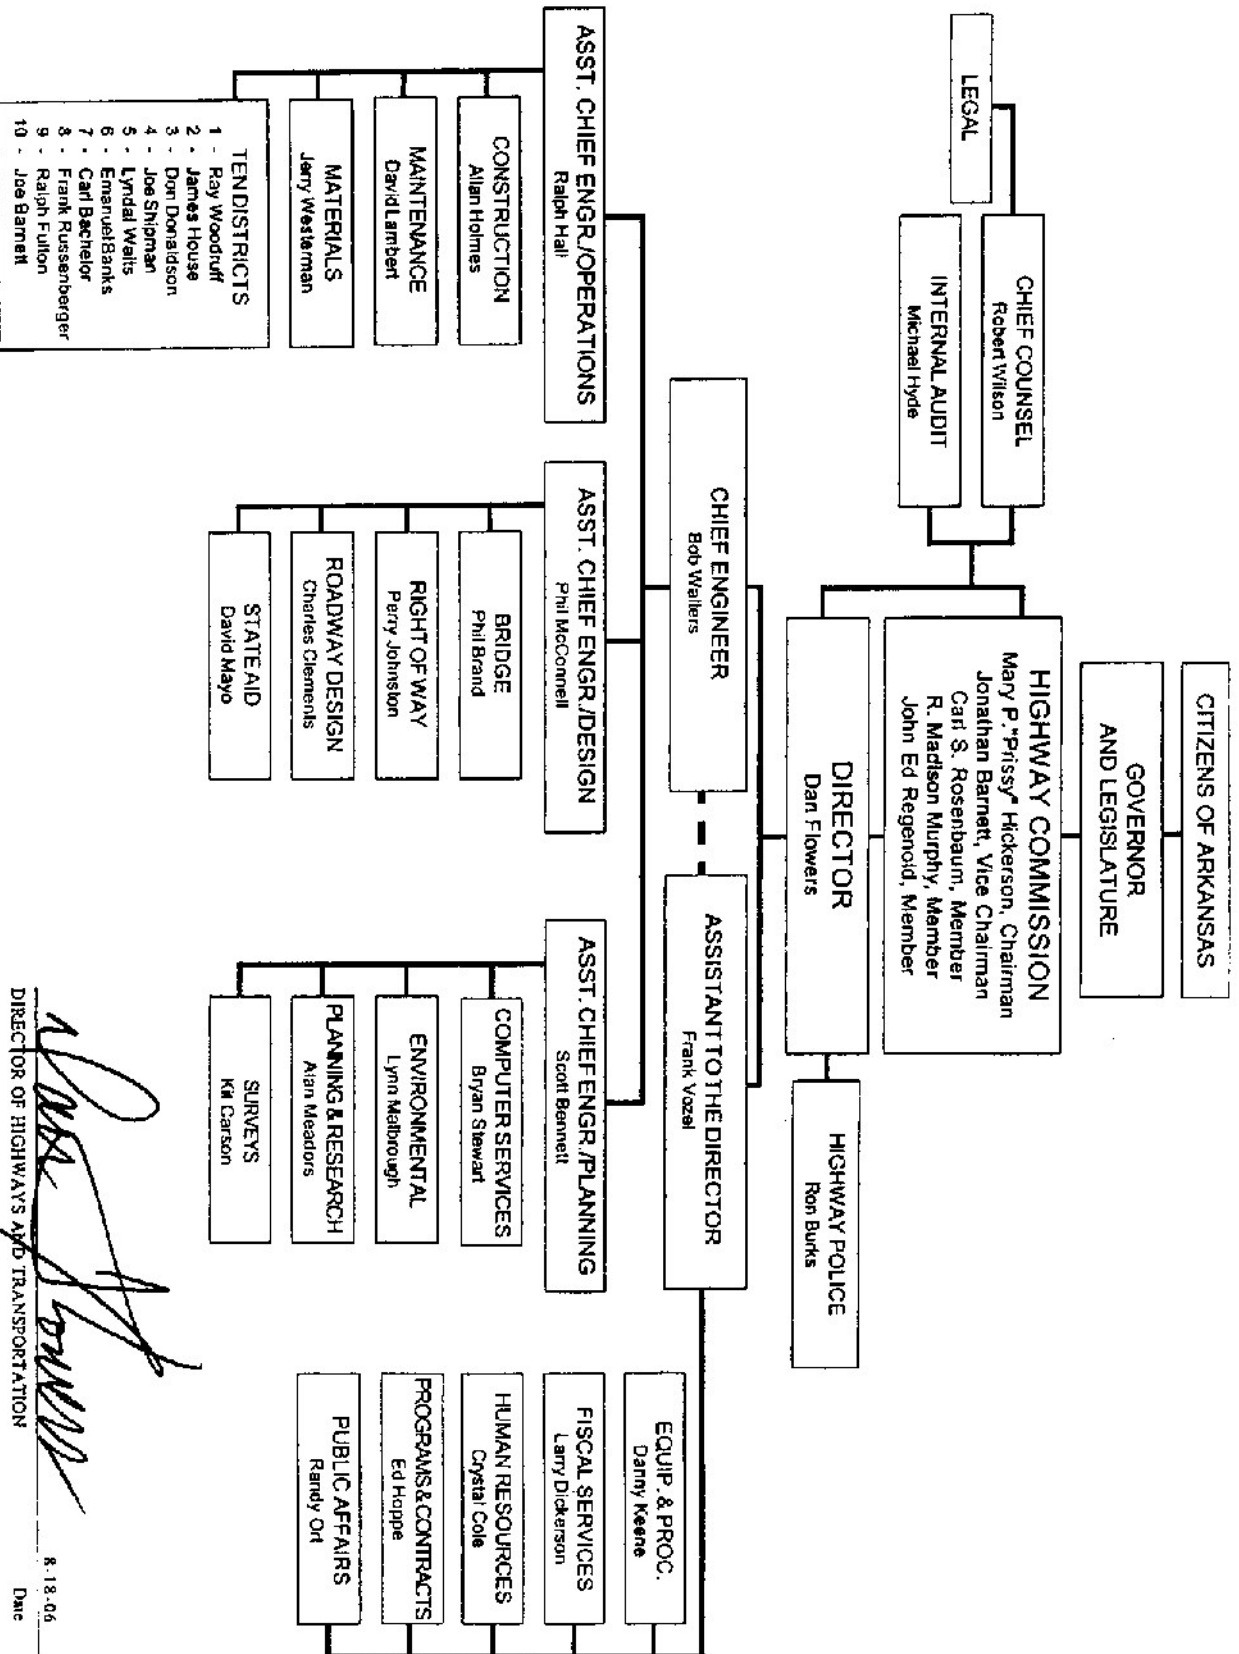 CITIZENS OF ARKANSAS
GOVERNOR
AND LEGISLATURE
HIGHWAY COMMISSION
Mary P. "Prissy" Hickerson, Chairman
Jonathan Barnett, Vice Chairman
Carl S. Rosenbaum, Member
R. Madison Murphy, Member
John Ed Regenold, Member
CHIEF COUNSEL
Robert Wilson
LEGAL
INTERNAL AUDIT
Michael Hyde
DIRECTOR
Dan Flowers
HIGHWAY POLICE
Ron Burks
CHIEF ENGINEER
Bob Walters
ASSISTANT TO THE DIRECTOR
Frank Vozel
ASST. CHIEF ENGR./OPERATIONS
Ralph Hall
CONSTRUCTION
Allan Holmes
MAINTENANCE
David Lambert
MATERIALS
Jerry Westerman
TEN DISTRICTS
1 - Ray Woodruff
2 - James House
3 - Don Donaldson
4 - Joe Shipman
5 - Lyndal Waits
6 - Emanuel Banks
7 - Carl Bachelor
8 - Frank Russenberger
9 - Ralph Fulton
10 - Joe Barnett
ASST. CHIEF ENGR./DESIGN
Phil McConnell
BRIDGE
Phil Brand
RIGHT OF WAY
Perry Johnston
ROADWAY DESIGN
Charles Clements
STATE AID
David Mayo
ASST. CHIEF ENGR./PLANNING
Scott Bennett
COMPUTER SERVICES
Bryan Stewart
ENVIRONMENTAL
Lynn Malbrough
PLANNING & RESEARCH
Alan Meadors
SURVEYS
Kit Carson
EQUIP. & PROC.
Danny Keene
FISCAL SERVICES
Larry Dickerson
HUMAN RESOURCES
Crystal Cole
PROGRAMS & CONTRACTS
Ed Hoppe
PUBLIC AFFAIRS
Randy Ort
Dan Flowers 8-18-06
DIRECTOR OF HIGHWAYS AND TRANSPORTATION Date